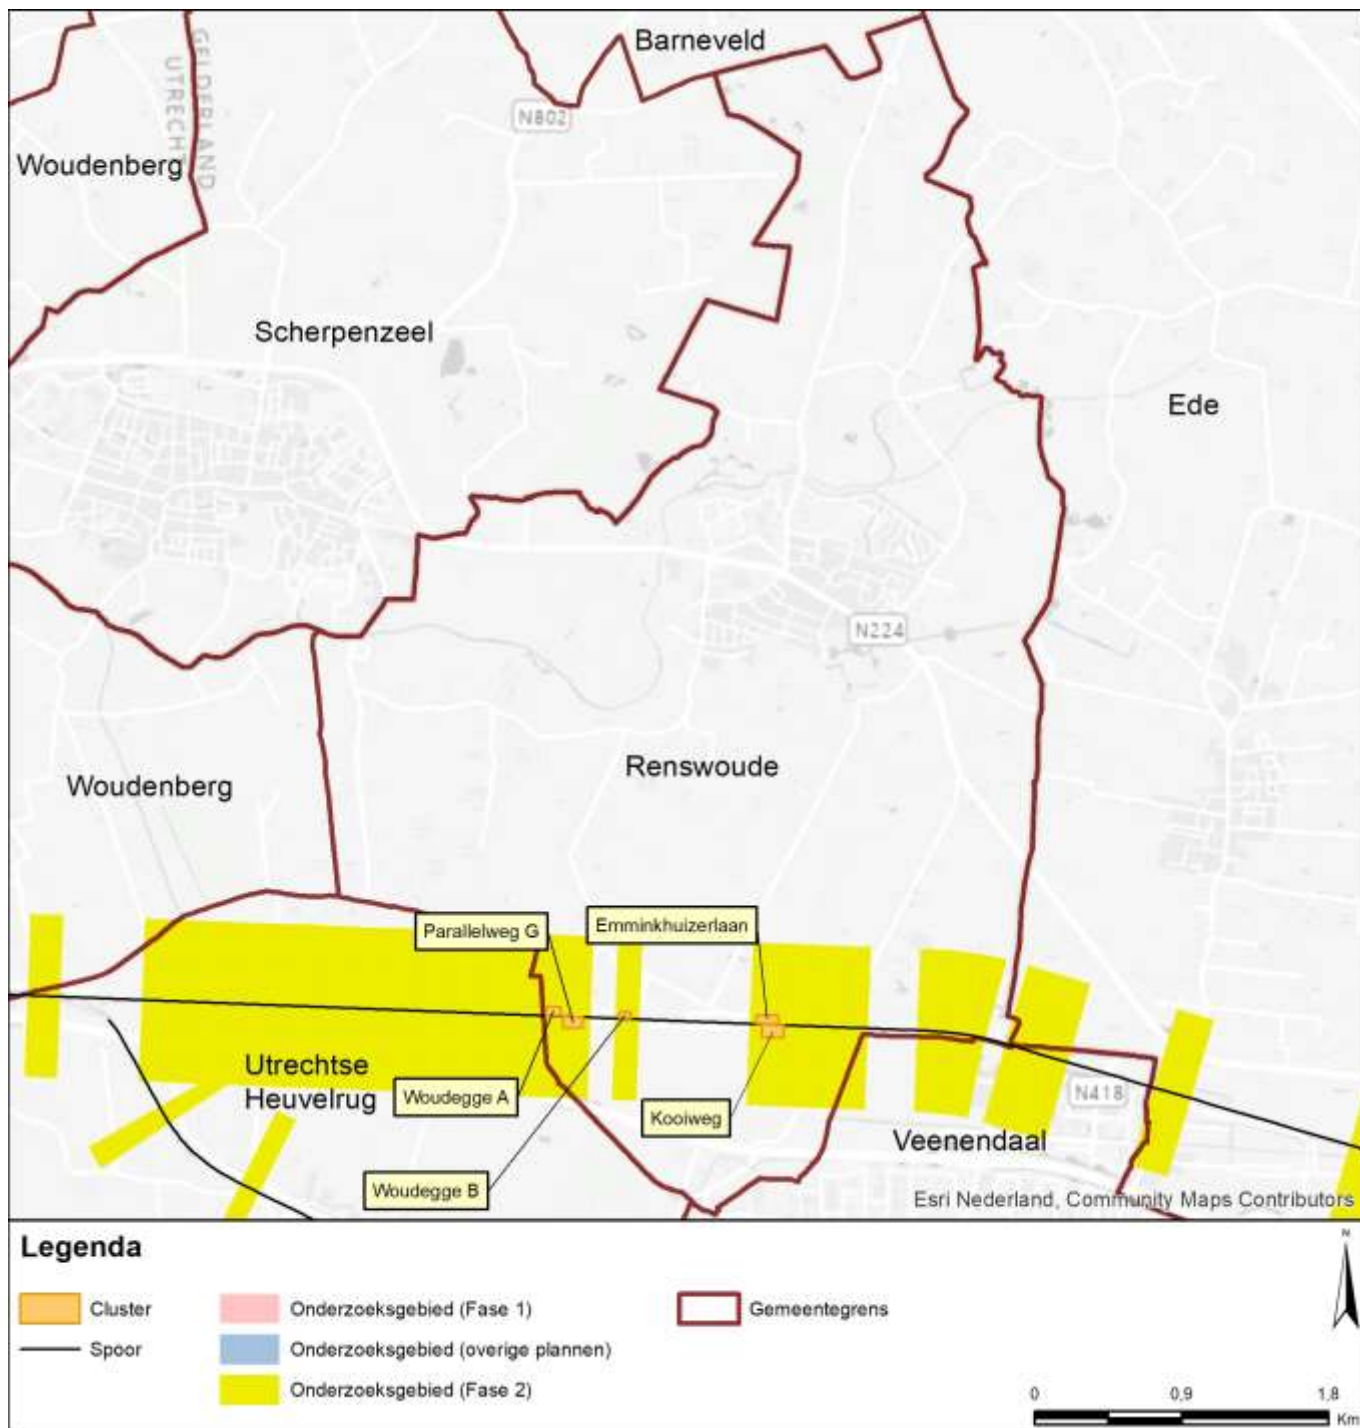 Barneveld
GELDERLAND
UTRECHT
N802
Woudenberg
Scherpenzeel
Ede
N224
Renswoude
Woudenberg
Parallelweg G
Emminkhuizerlaan
Utrechtse
Heuvelrug
Woudegge A
Kooiweg
N418
Veenendaal
Woudegge B
Esri Nederland, Community Maps Contributors
Legenda
N
Cluster
Onderzoeksgebied (Fase 1)
Gemeentegrens
Spoor
Onderzoeksgebied (overige plannen)
Onderzoeksgebied (Fase 2)
0 0,9 1,8
Km